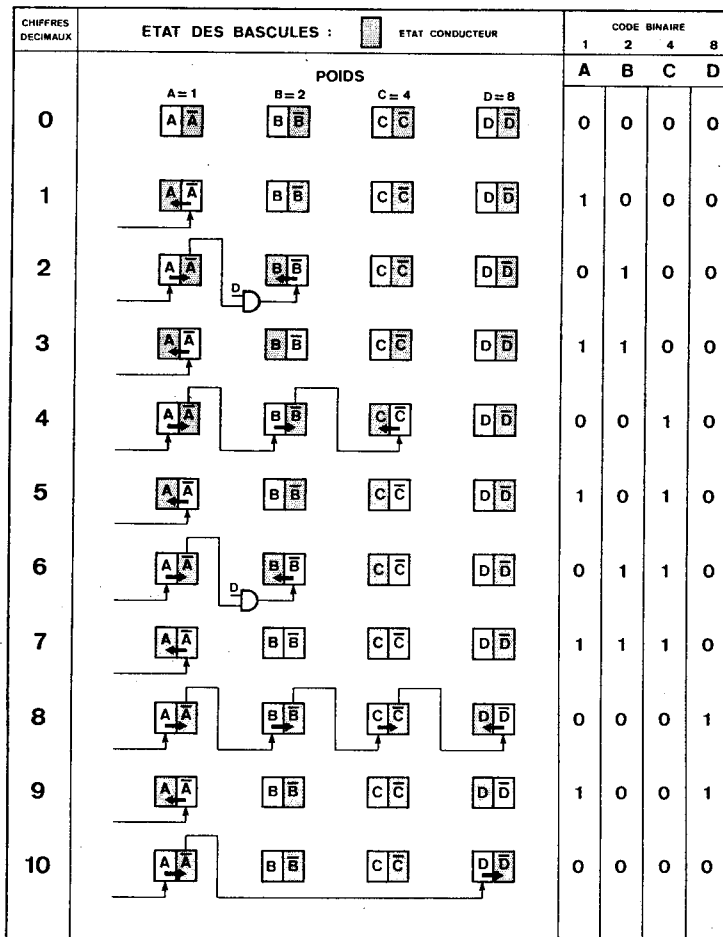 CHIFFRES DECIMAUX
ETAT DES BASCULES : ETAT CONDUCTEUR
CODE BINAIRE
1 2 4 8
A B C D
POIDS
A = 1 B = 2 C = 4 D = 8
0 A A̅ B B̅ C C̅ D D̅ 0 0 0 0
1 A A̅ B B̅ C C̅ D D̅ 1 0 0 0
2 A A̅ D̅ B B̅ C C̅ D D̅ 0 1 0 0
3 A A̅ B B̅ C C̅ D D̅ 1 1 0 0
4 A A̅ B B̅ C C̅ D D̅ 0 0 1 0
5 A A̅ B B̅ C C̅ D D̅ 1 0 1 0
6 A A̅ D̅ B B̅ C C̅ D D̅ 0 1 1 0
7 A A̅ B B̅ C C̅ D D̅ 1 1 1 0
8 A A̅ B B̅ C C̅ D D̅ 0 0 0 1
9 A A̅ B B̅ C C̅ D D̅ 1 0 0 1
10 A A̅ B B̅ C C̅ D D̅ 0 0 0 0